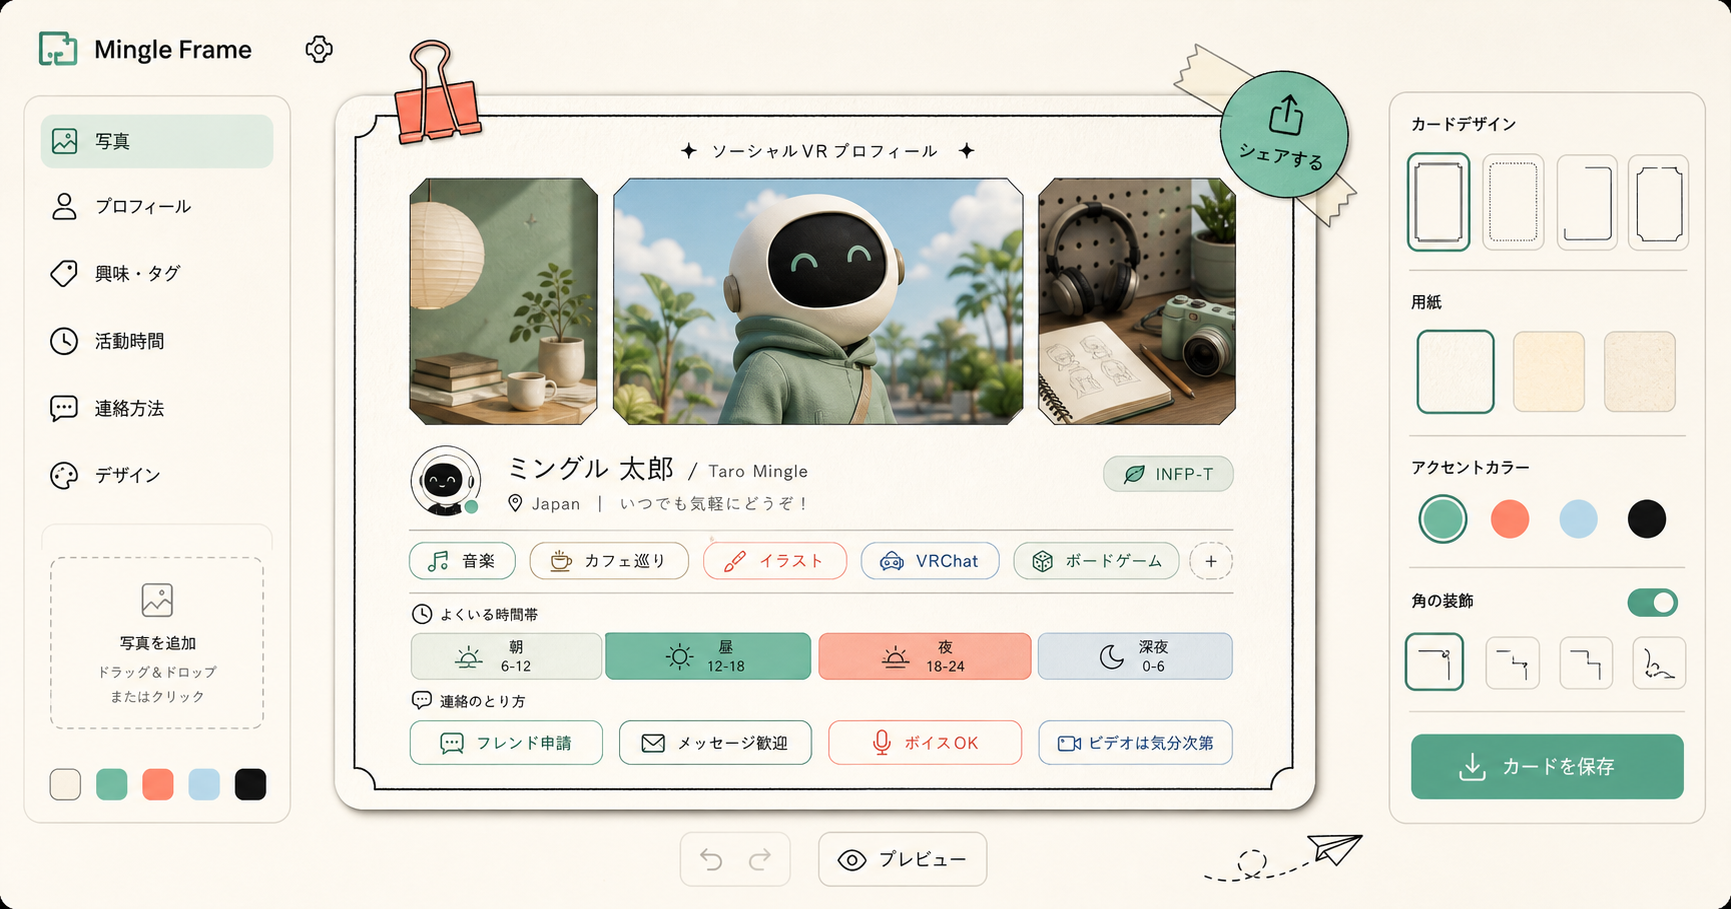 Mingle Frame
写真
プロフィール
興味・タグ
活動時間
連絡方法
デザイン
写真を追加
ドラッグ＆ドロップ
またはクリック
ソーシャルVR プロフィール
シェアする
ミングル 太郎 / Taro Mingle
Japan | いつでも気軽にどうぞ！
INFP-T
音楽
カフェ巡り
イラスト
VRChat
ボードゲーム
+
よくいる時間帯
朝
6-12
昼
12-18
夜
18-24
深夜
0-6
連絡のとり方
フレンド申請
メッセージ歓迎
ボイスOK
ビデオは気分次第
プレビュー
カードデザイン
用紙
アクセントカラー
角の装飾
カードを保存